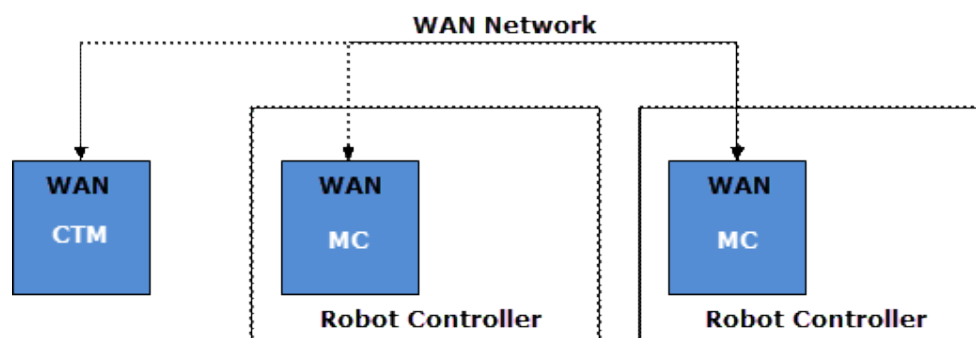 WAN Network
WAN
CTM
WAN
MC
WAN
MC
Robot Controller
Robot Controller